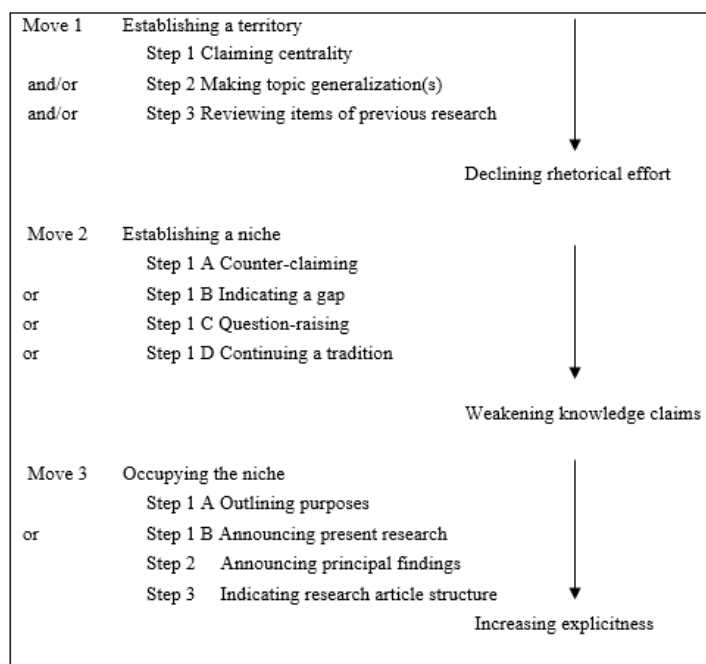 Move 1 Establishing a territory
Step 1 Claiming centrality
and/or Step 2 Making topic generalization(s)
and/or Step 3 Reviewing items of previous research
Declining rhetorical effort
Move 2 Establishing a niche
Step 1 A Counter-claiming
or Step 1 B Indicating a gap
or Step 1 C Question-raising
or Step 1 D Continuing a tradition
Weakening knowledge claims
Move 3 Occupying the niche
Step 1 A Outlining purposes
or Step 1 B Announcing present research
Step 2 Announcing principal findings
Step 3 Indicating research article structure
Increasing explicitness